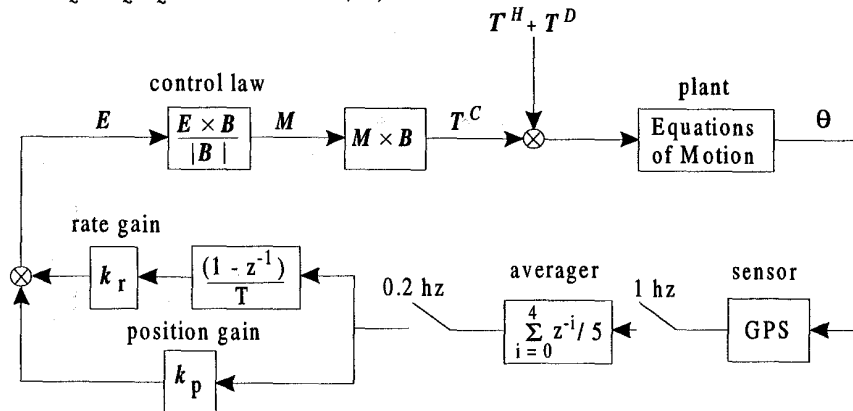 T^H + T^D
control law
plant
E
E × B / |B|
M
M × B
T^C
Equations
of Motion
Θ
rate gain
k_r
(1 - z^{-1}) / T
0.2 hz
averager
\sum_{i = 0}^{4} z^{-i} / 5
1 hz
sensor
GPS
position gain
k_p